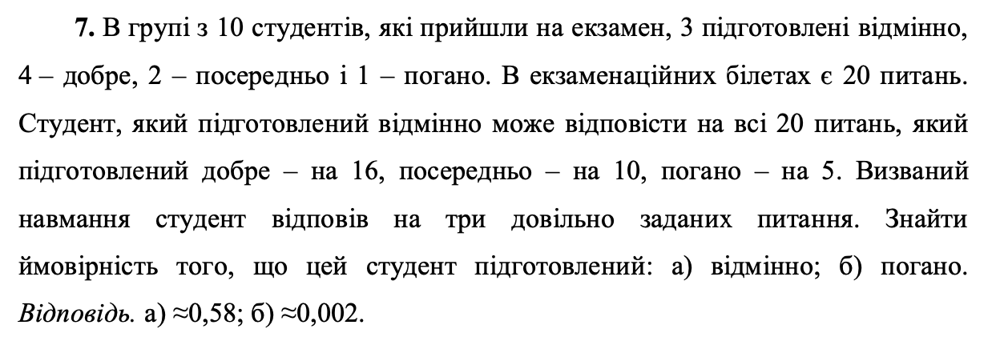 7. В групі з 10 студентів, які прийшли на екзамен, 3 підготовлені відмінно,
4 – добре, 2 – посередньо і 1 – погано. В екзаменаційних білетах є 20 питань.
Студент, який підготовлений відмінно може відповісти на всі 20 питань, який
підготовлений добре – на 16, посередньо – на 10, погано – на 5. Визваний
навмання студент відповів на три довільно заданих питання. Знайти
ймовірність того, що цей студент підготовлений: а) відмінно; б) погано.
Відповідь. а) ≈0,58; б) ≈0,002.